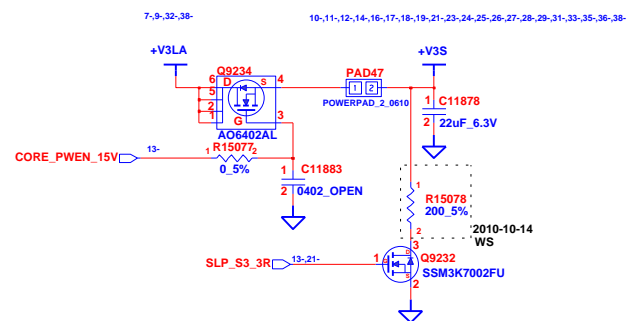 7-,9-,32-,38-
10-,11-,12-,14-,16-,17-,18-,19-,21-,23-,24-,25-,26-,27-,28-,29-,31-,33-,35-,36-,38-
+V3LA
+V3S
Q9234
6 D S 4
5
2
1
G 3
AO6402AL
PAD47
1 2
POWERPAD_2_0610
1 C11878
2 22uF_6.3V
CORE_PWEN_15V 13-
1 R15077 2
0_5%
1 C11883
2 0402_OPEN
1
R15078
200_5%
2
2010-10-14
WS
SLP_S3_3R 13-,21-
1 G D S 3
Q9232
SSM3K7002FU
2